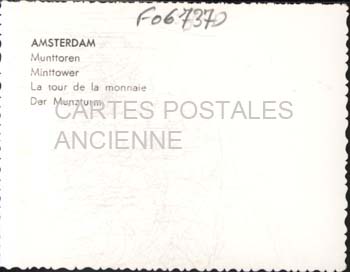 F067370
AMSTERDAM
Munttoren
Minttower
La tour de la monnaie
Der Munzturm
CARTES POSTALES
ANCIENNE